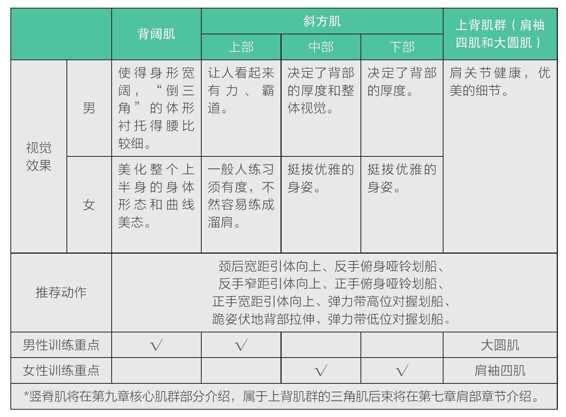 背阔肌
斜方肌
上背肌群（肩袖
四肌和大圆肌）
上部
中部
下部
视觉
效果
男
使得身形宽
阔，“倒三
角”的体形
衬托得腰比
较细。
让人看起来
有力、霸
道。
决定了背部
的厚度和整
体视觉。
决定了背部
的厚度。
肩关节健康，优
美的细节。
女
美化整个上
半身的身体
形态和曲线
美态。
一般人练习
须有度，不
然容易练成
溜肩。
挺拔优雅的
身姿。
挺拔优雅的
身姿。
推荐动作
颈后宽距引体向上、反手俯身哑铃划船、
反手窄距引体向上、正手俯身哑铃划船、
正手宽距引体向上、弹力带高位对握划船、
跪姿伏地背部拉伸、弹力带低位对握划船。
男性训练重点 √ √ 大圆肌
女性训练重点 √ √ 肩袖四肌
*竖脊肌将在第九章核心肌群部分介绍，属于上背肌群的三角肌后束将在第七章肩部章节介绍。